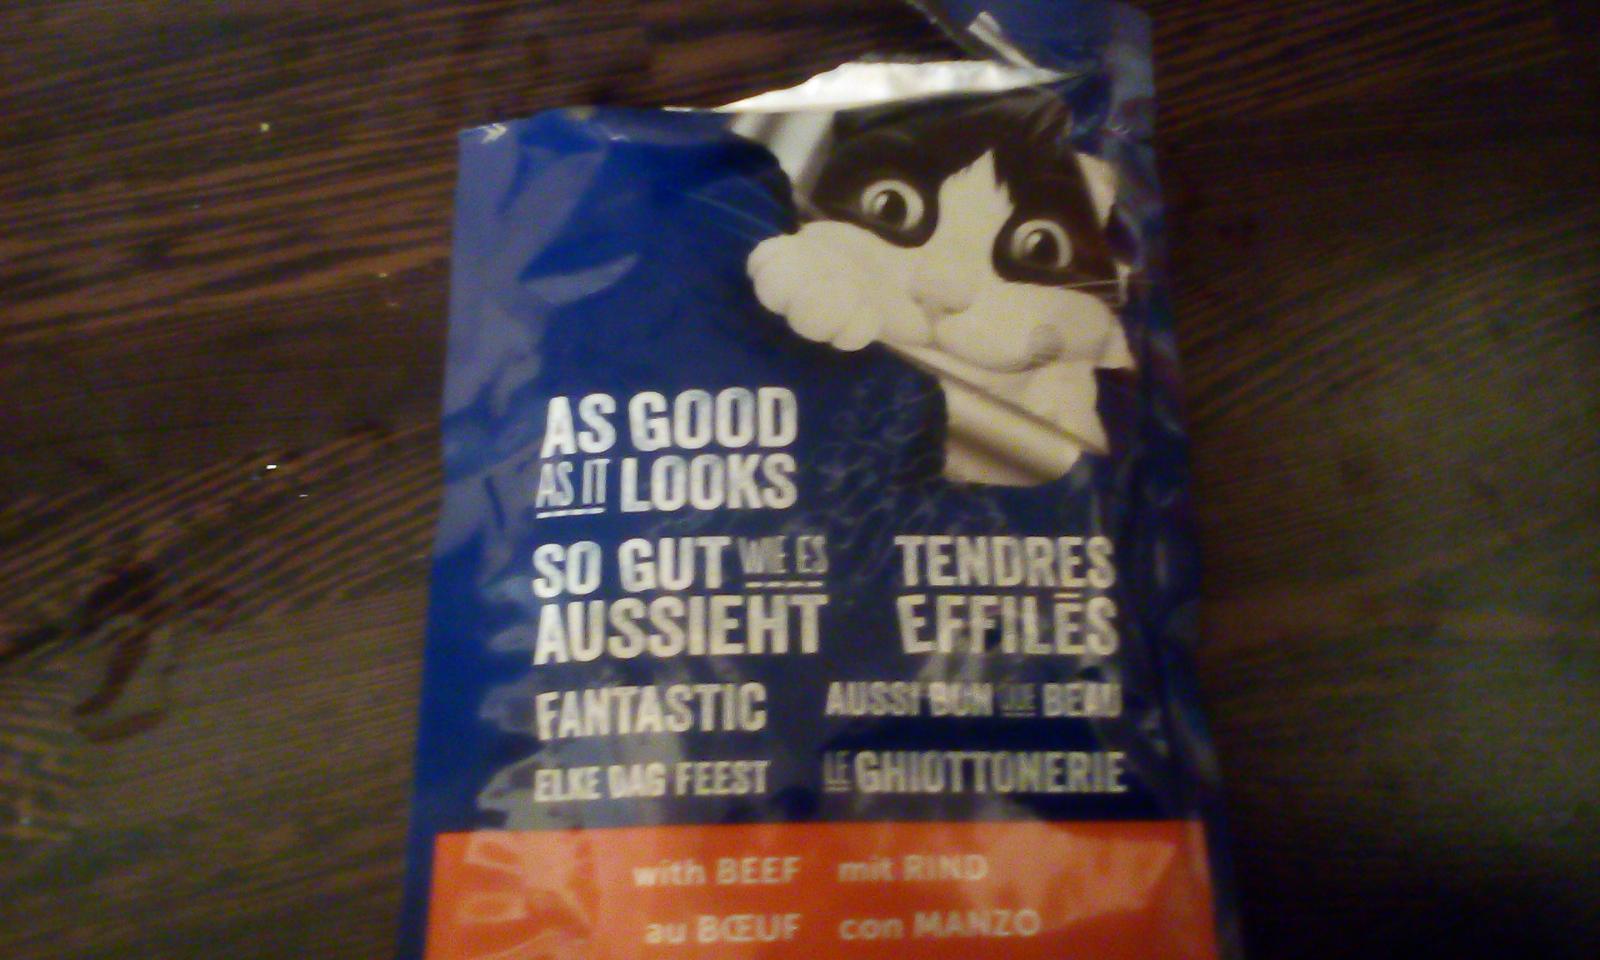 AS GOOD
AS IT LOOKS
SO GUT WIE ES
AUSSIEHT
TENDRES
EFFILÉS
FANTASTIC
AUSSI BON QUE BEAU
ELKE DAG FEEST
LE GHIOTTONERIE
with BEEF mit RIND
au BŒUF con MANZO